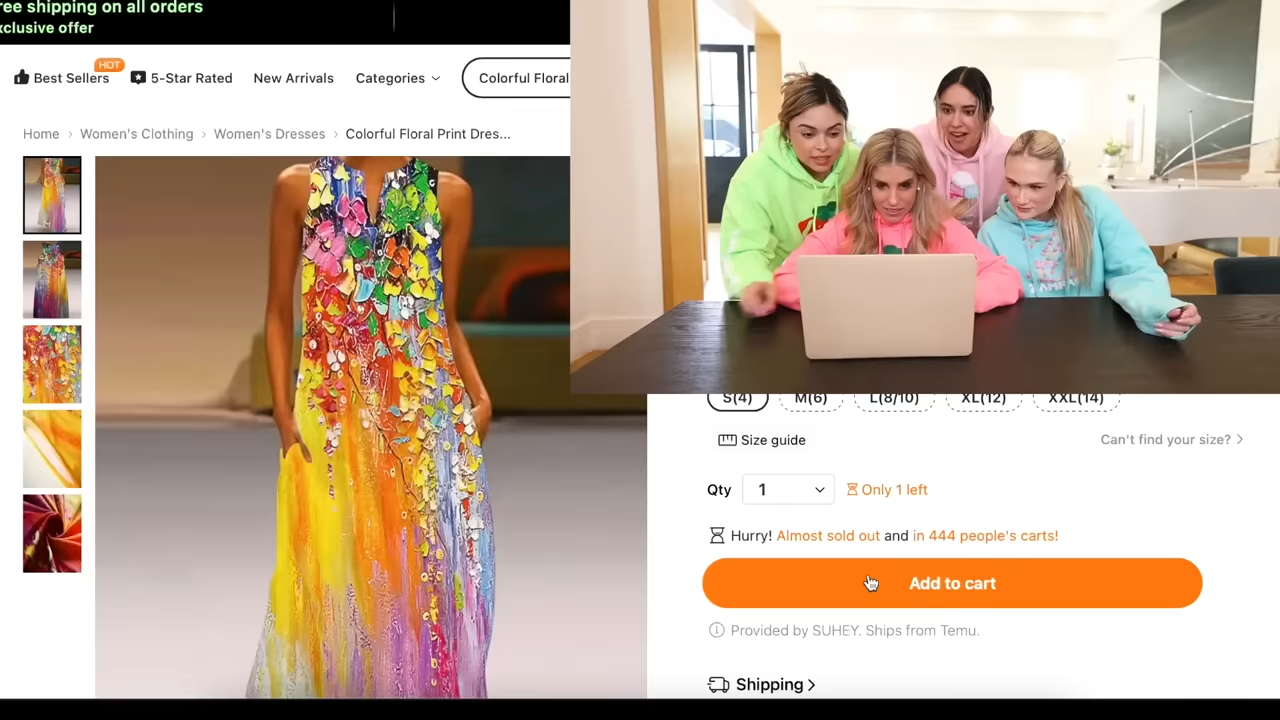 ree shipping on all orders
xclusive offer
Best Sellers
HOT
5-Star Rated
New Arrivals
Categories
Colorful Floral
Home › Women's Clothing › Women's Dresses › Colorful Floral Print Dres...
S(4)
M(6)
L(8/10)
XL(12)
XXL(14)
Size guide
Can't find your size? >
Qty
1
Only 1 left
Hurry! Almost sold out and in 444 people's carts!
Add to cart
Provided by SUHEY. Ships from Temu.
Shipping >